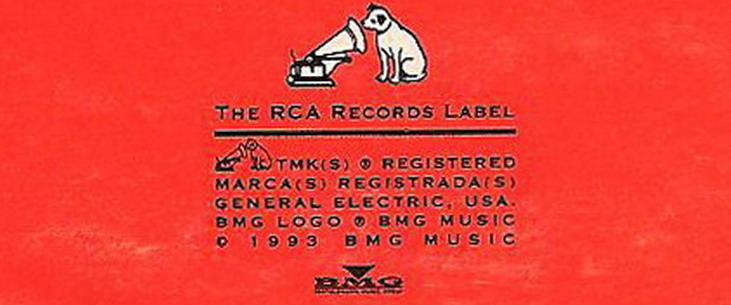 THE RCA RECORDS LABEL
TMK(S) ® REGISTERED
MARCA(S) REGISTRADA(S)
GENERAL ELECTRIC, USA.
BMG LOGO ® BMG MUSIC
© 1993 BMG MUSIC
BMG